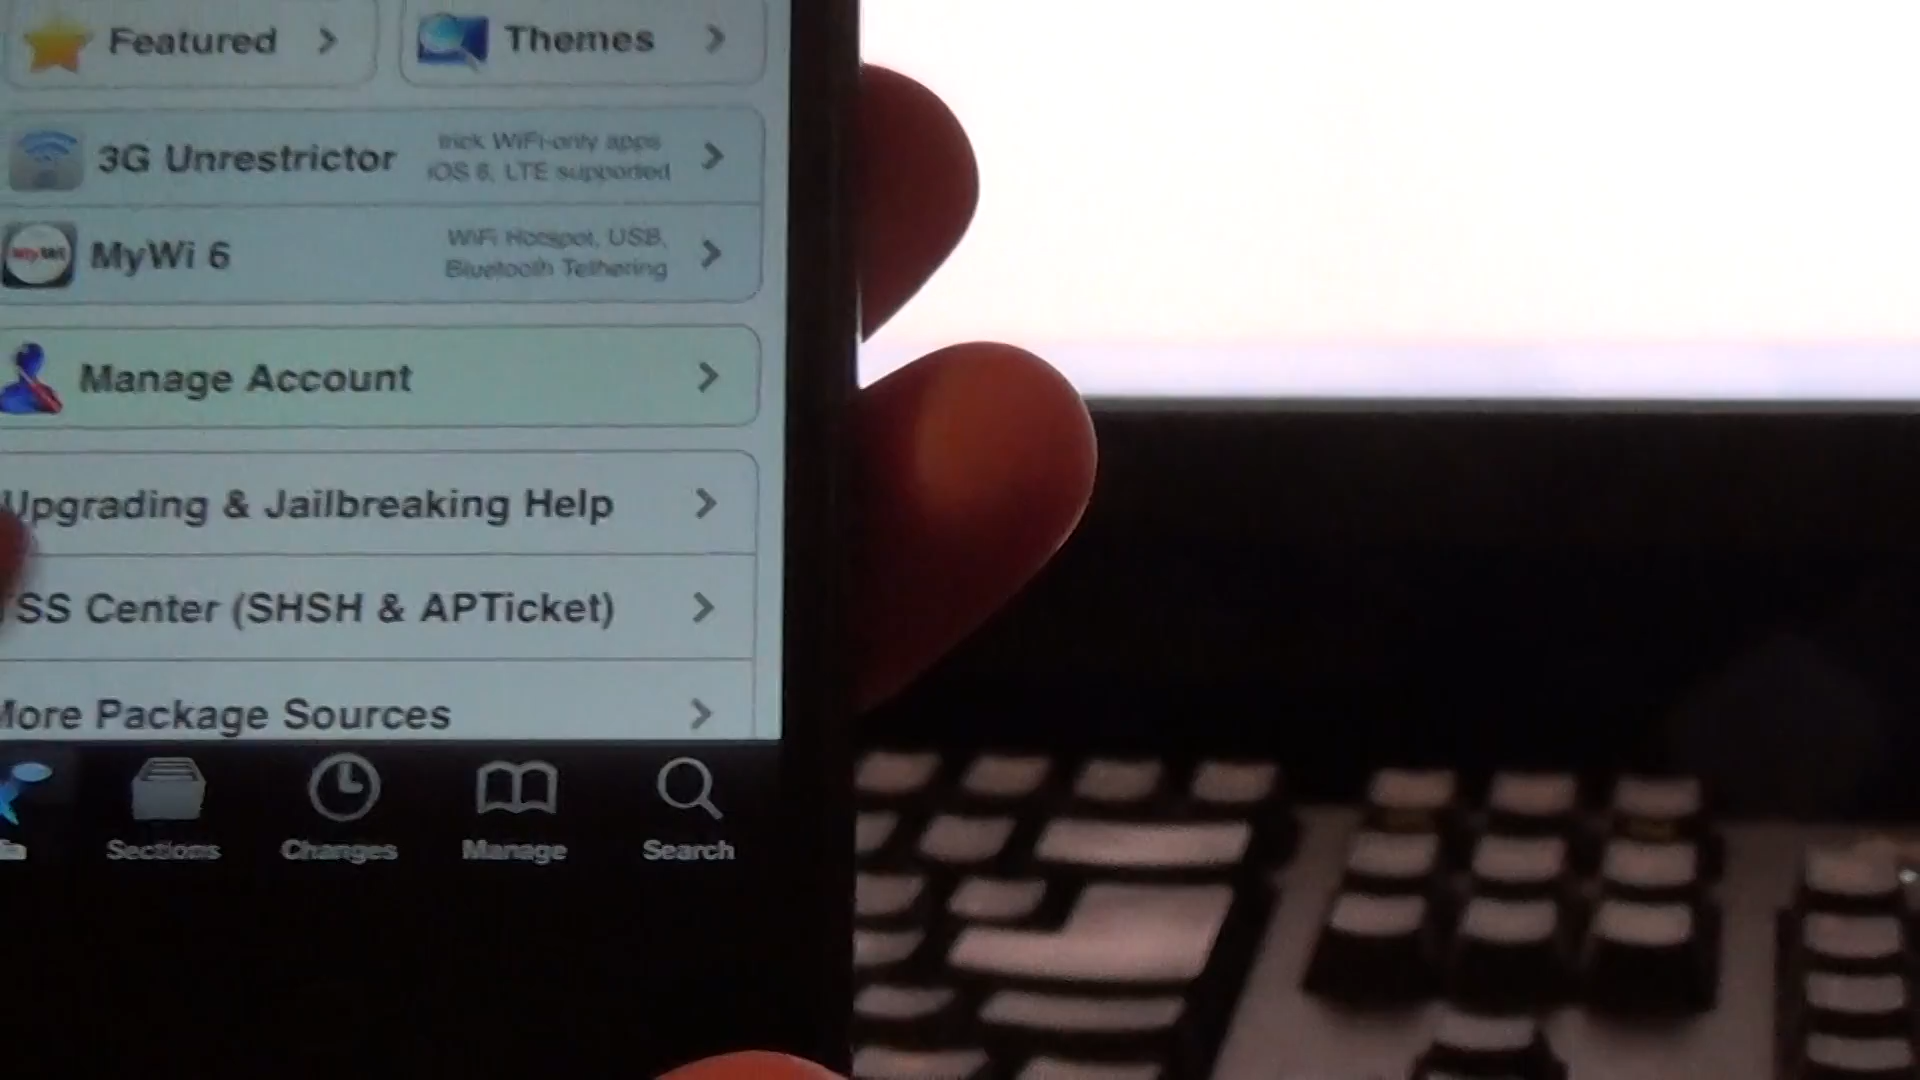 Featured
Themes
3G Unrestrictor
trick WiFi-only apps
iOS 6, LTE supported
MyWi 6
WiFi Hotspot, USB,
Bluetooth Tethering
Manage Account
Upgrading & Jailbreaking Help
SS Center (SHSH & APTicket)
More Package Sources
Sections
Changes
Manage
Search